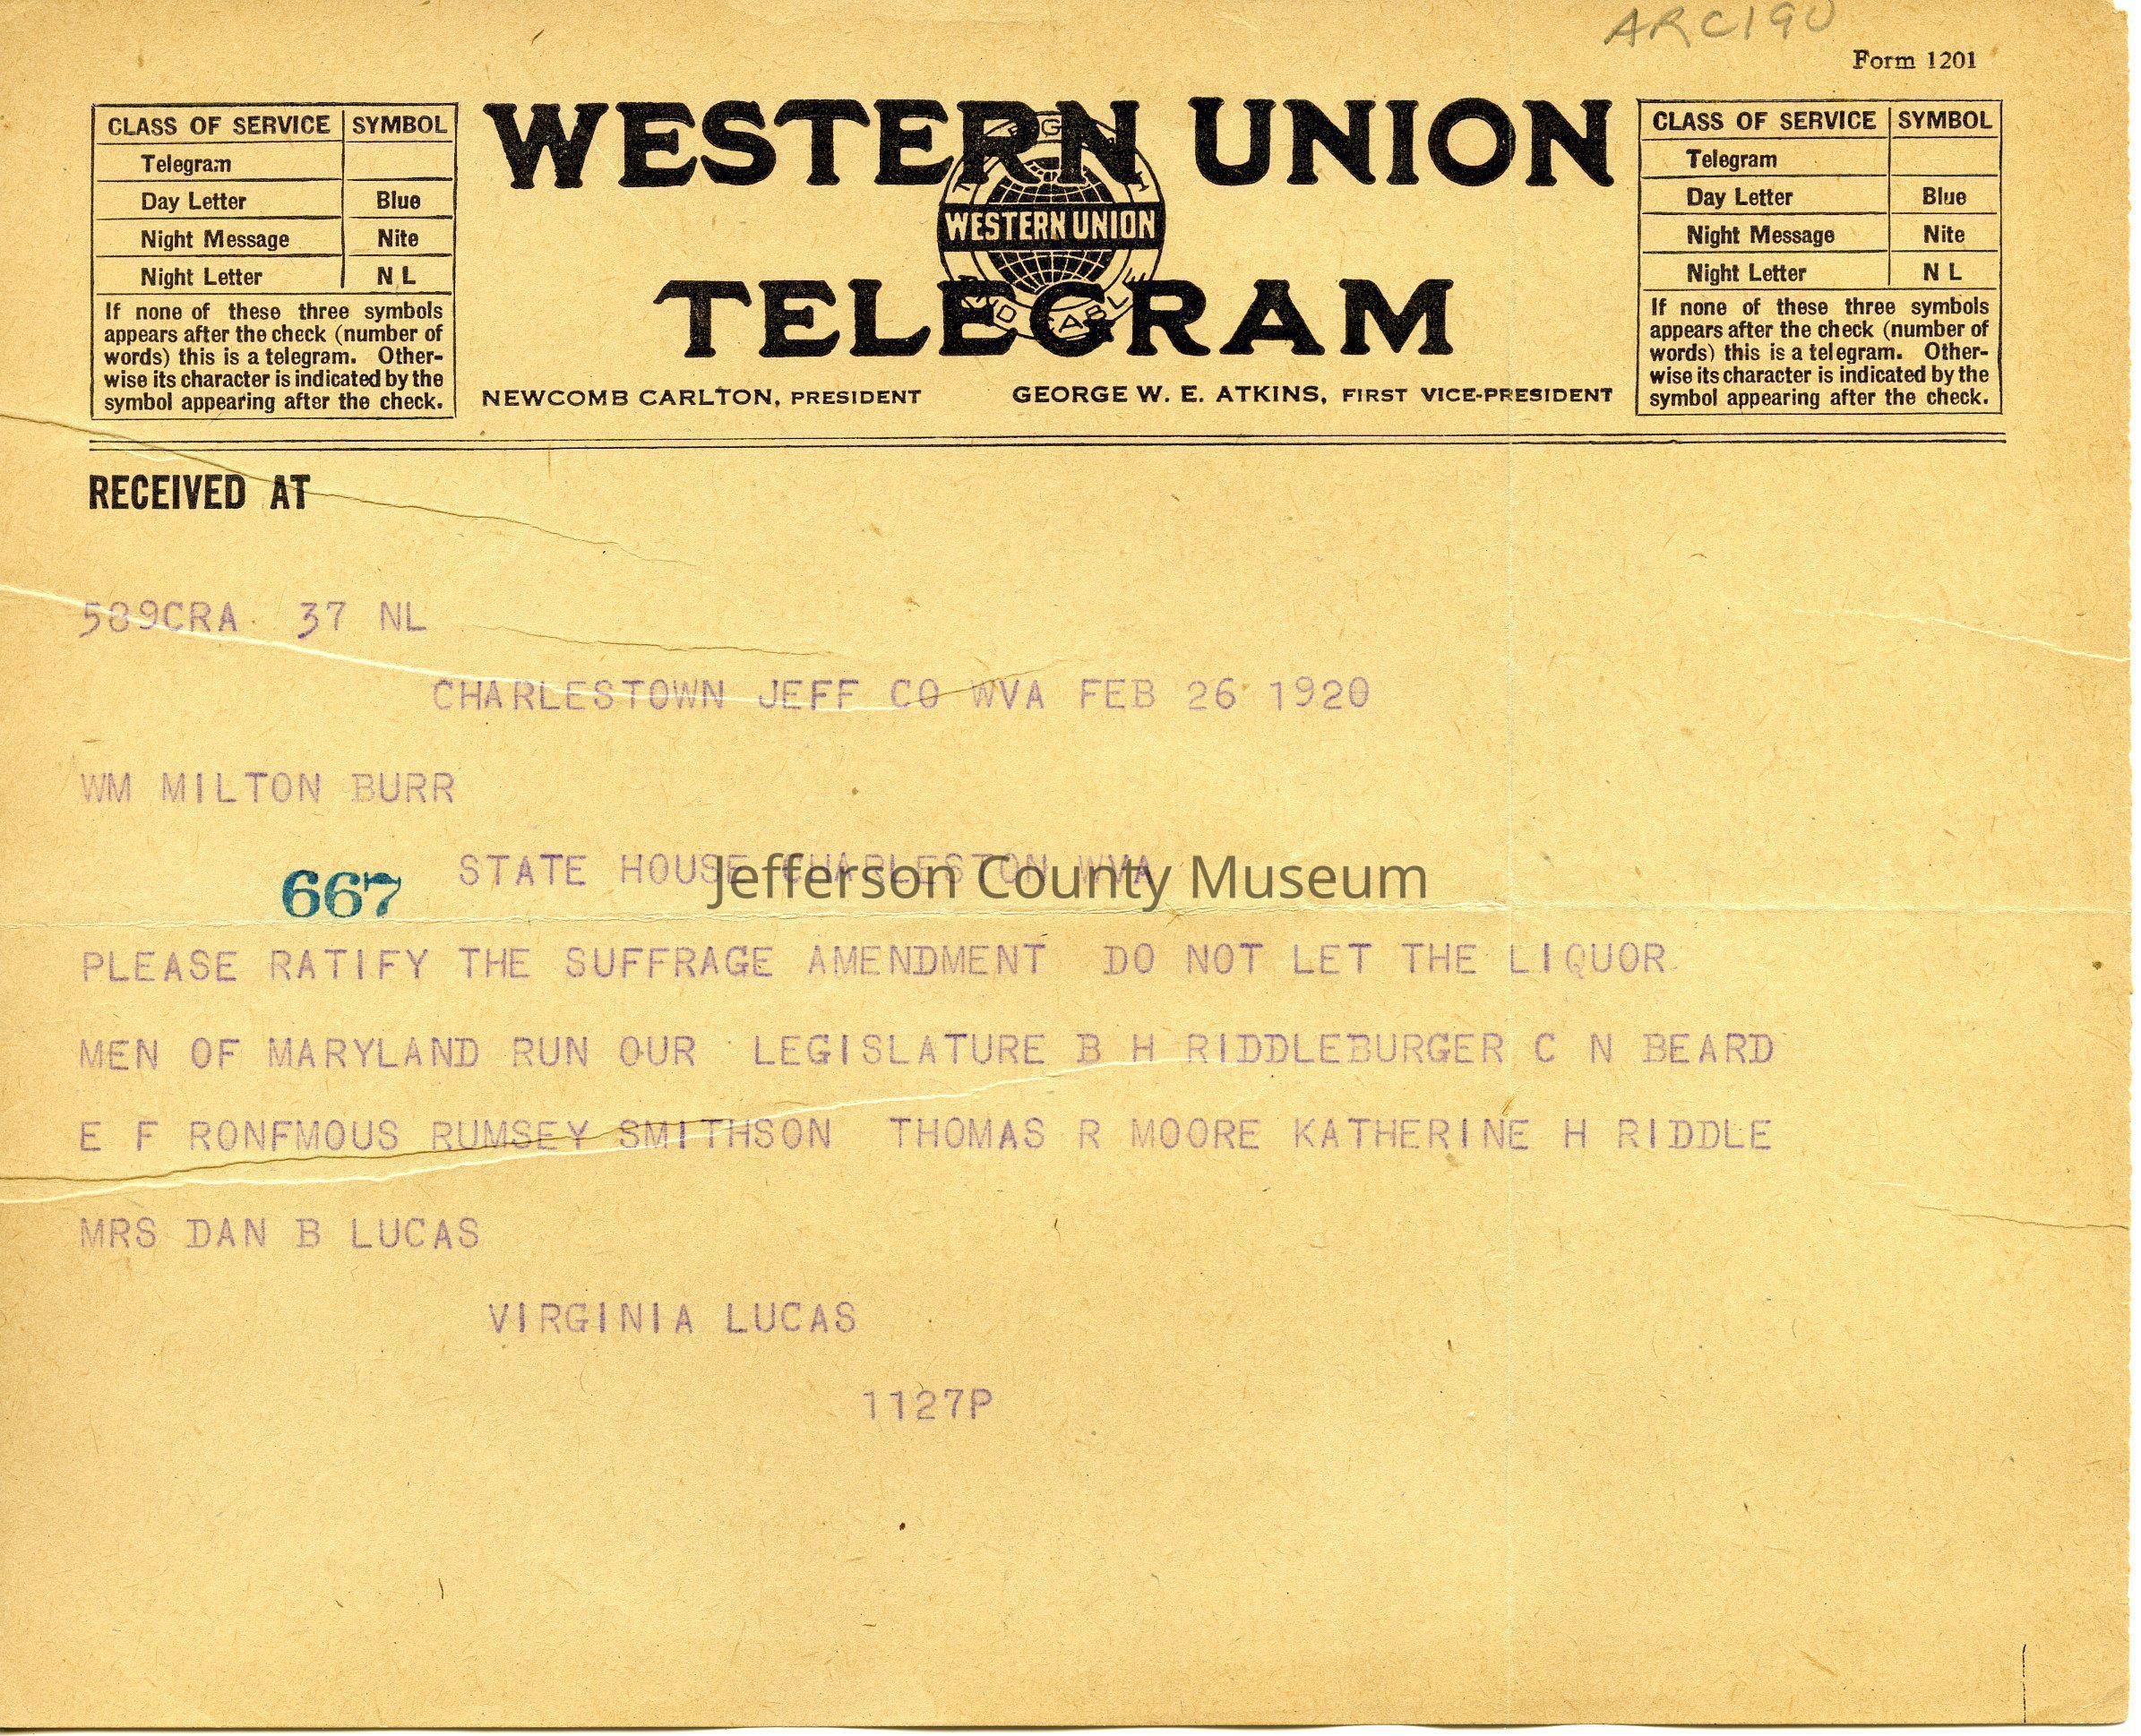 ARC190
Form 1201
CLASS OF SERVICE SYMBOL
Telegram
Day Letter Blue
Night Message Nite
Night Letter N L
If none of these three symbols
appears after the check (number of
words) this is a telegram. Other-
wise its character is indicated by the
symbol appearing after the check.
WESTERN UNION
WESTERN UNION
TELEGRAM
NEWCOMB CARLTON, PRESIDENT GEORGE W. E. ATKINS, FIRST VICE-PRESIDENT
CLASS OF SERVICE SYMBOL
Telegram
Day Letter Blue
Night Message Nite
Night Letter N L
If none of these three symbols
appears after the check (number of
words) this is a telegram. Other-
wise its character is indicated by the
symbol appearing after the check.
RECEIVED AT
589CRA 37 NL
CHARLESTOWN JEFF CO WVA FEB 26 1920
WM MILTON BURR
STATE HOUSE CHARLESTON WVA
Jefferson County Museum
667
PLEASE RATIFY THE SUFFRAGE AMENDMENT DO NOT LET THE LIQUOR
MEN OF MARYLAND RUN OUR LEGISLATURE B H RIDDLEBURGER C N BEARD
E F RONFMOUS RUMSEY SMITHSON THOMAS R MOORE KATHERINE H RIDDLE
MRS DAN B LUCAS
VIRGINIA LUCAS
1127P